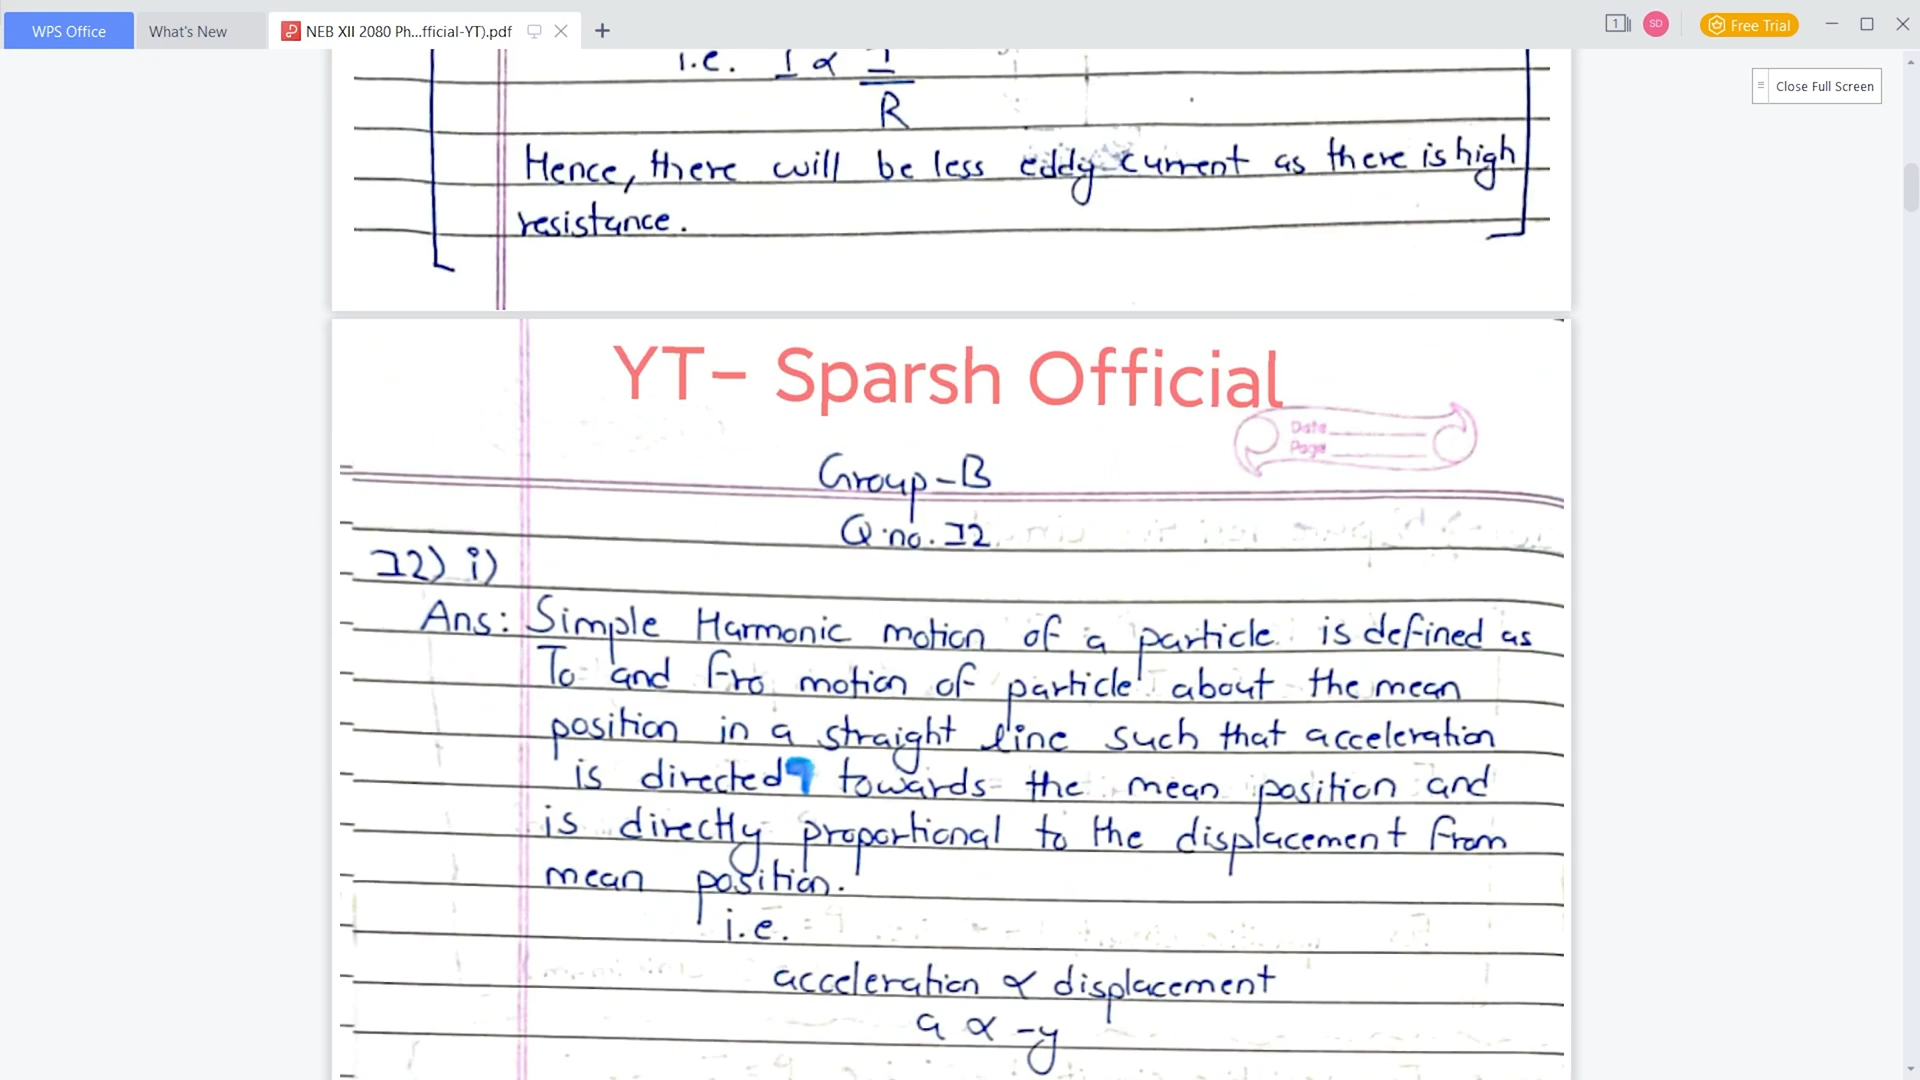 WPS Office
What's New
NEB XII 2080 Ph...fficial-YT).pdf
1
SD
Free Trial
Close Full Screen
i.e. I ∝ 1
R
Hence, there will be less eddy current as there is high
resistance.
YT- Sparsh Official
Date
Page
Group-B
Q.no.12
12) i)
Ans: Simple Harmonic motion of a particle is defined as
To and fro motion of particle about the mean
position in a straight line such that acceleration
is directed towards the mean position and
is directly proportional to the displacement from
mean position.
i.e.
acceleration ∝ displacement
a ∝ -y